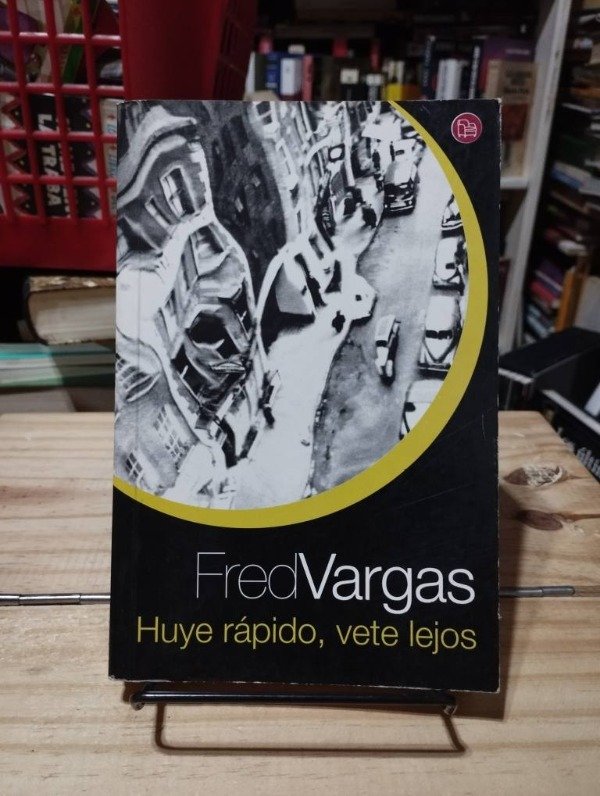 FredVargas
Huye rápido, vete lejos